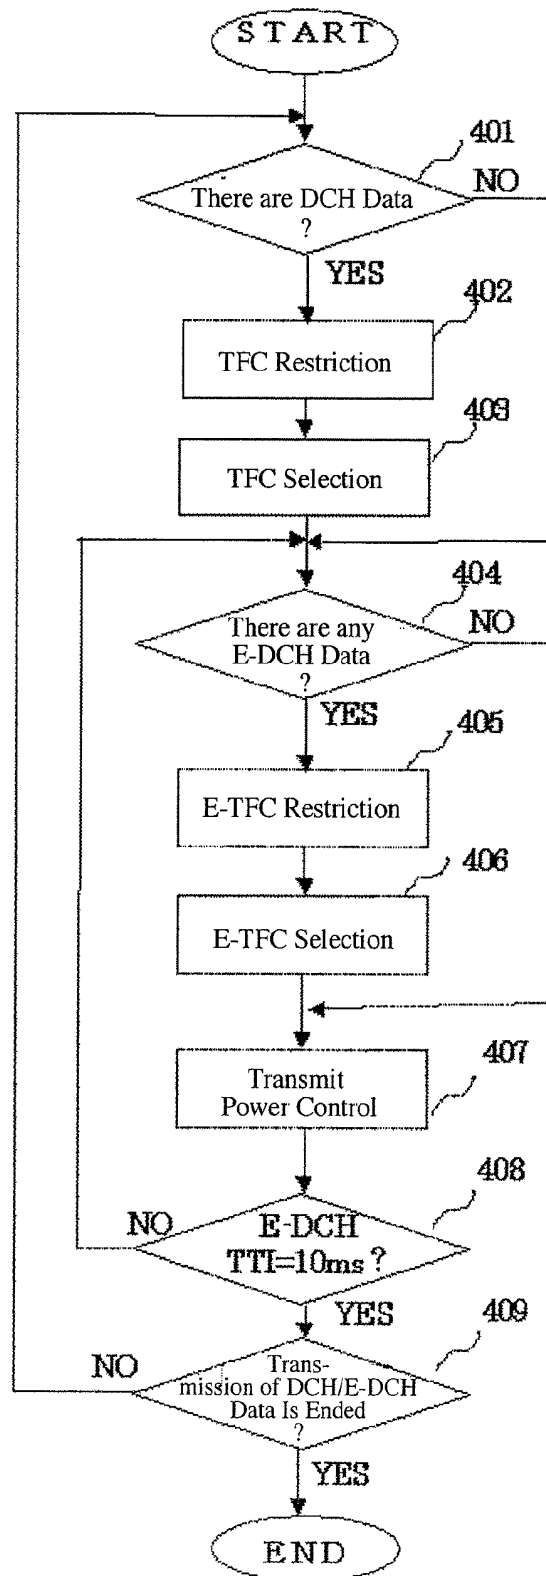 START
401
There are DCH Data
?
NO
YES
402
TFC Restriction
403
TFC Selection
404
There are any
E-DCH Data
?
NO
YES
405
E-TFC Restriction
406
E-TFC Selection
407
Transmit
Power Control
408
NO
E-DCH
TTI=10ms?
YES
409
NO
Trans-
mission of DCH/E-DCH
Data Is Ended
?
YES
END